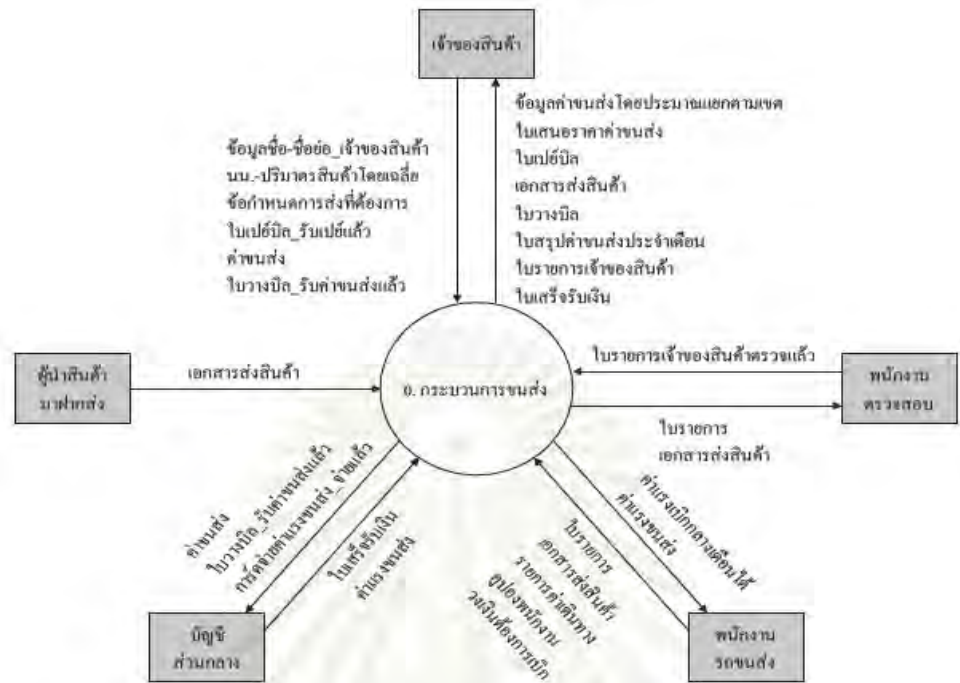 เจ้าของสินค้า
ข้อมูลชื่อ-ชื่อย่อ_เจ้าของสินค้า
นน.-ปริมาตรสินค้าโดยเฉลี่ย
ข้อกำหนดการส่งที่ต้องการ
ใบเปย์บิล_รับเปย์แล้ว
ค่าขนส่ง
ใบวางบิล_รับค่าขนส่งแล้ว
ข้อมูลค่าขนส่งโดยประมาณแยกตามเขต
ใบเสนอราคาค่าขนส่ง
ใบเปย์บิล
เอกสารส่งสินค้า
ใบวางบิล
ใบสรุปค่าขนส่งประจำเดือน
ใบรายการเจ้าของสินค้า
ใบเสร็จรับเงิน
ผู้นำสินค้า
มาฝากส่ง
เอกสารส่งสินค้า
0. กระบวนการขนส่ง
ใบรายการเจ้าของสินค้าตรวจแล้ว
พนักงาน
ตรวจสอบ
ใบรายการ
เอกสารส่งสินค้า
ค่าขนส่ง
ใบวางบิล_รับค่าขนส่งแล้ว
การ์ดจ่ายค่าแรงขนส่ง_จ่ายแล้ว
ใบเสร็จรับเงิน
ค่าแรงขนส่ง
บัญชี
ส่วนกลาง
ค่าแรงเบิกกลางเดือนได้
ค่าแรงขนส่ง
ใบรายการ
เอกสารส่งสินค้า
รายการค่าเดินทาง
คูปองพนักงาน
วงเงินต้องการเบิก
พนักงาน
รถขนส่ง